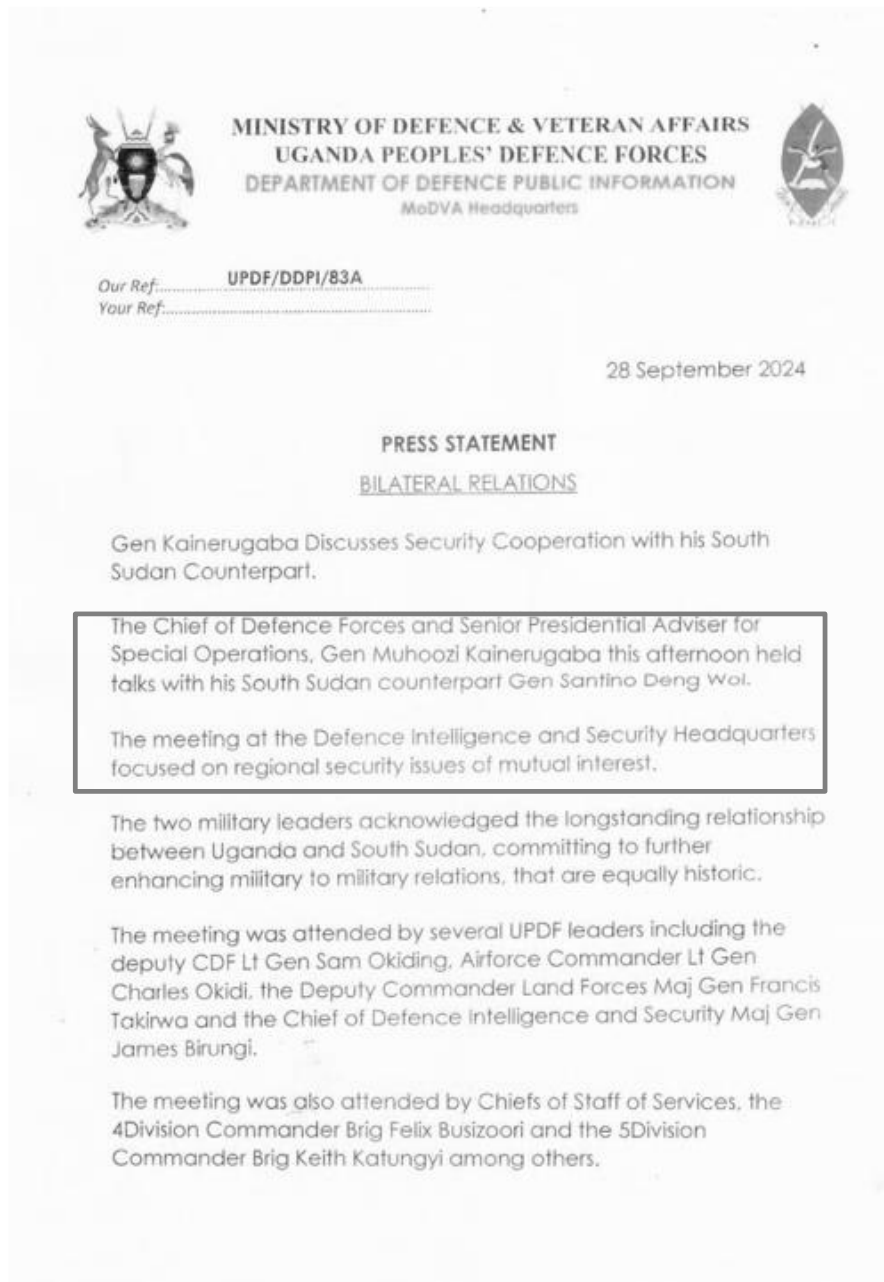 MINISTRY OF DEFENCE & VETERAN AFFAIRS
UGANDA PEOPLES' DEFENCE FORCES
DEPARTMENT OF DEFENCE PUBLIC INFORMATION
MoDVA Headquarters
Our Ref:............UPDF/DDPI/83A............
Your Ref:........................................
28 September 2024
PRESS STATEMENT
BILATERAL RELATIONS
Gen Kainerugaba Discusses Security Cooperation with his South
Sudan Counterpart.
The Chief of Defence Forces and Senior Presidential Adviser for
Special Operations, Gen Muhoozi Kainerugaba this afternoon held
talks with his South Sudan counterpart Gen Santino Deng Wol.
The meeting at the Defence Intelligence and Security Headquarters
focused on regional security issues of mutual interest.
The two military leaders acknowledged the longstanding relationship
between Uganda and South Sudan, committing to further
enhancing military to military relations, that are equally historic.
The meeting was attended by several UPDF leaders including the
deputy CDF Lt Gen Sam Okiding, Airforce Commander Lt Gen
Charles Okidi, the Deputy Commander Land Forces Maj Gen Francis
Takirwa and the Chief of Defence Intelligence and Security Maj Gen
James Birungi.
The meeting was also attended by Chiefs of Staff of Services, the
4Division Commander Brig Felix Busizoori and the 5Division
Commander Brig Keith Katungyi among others.